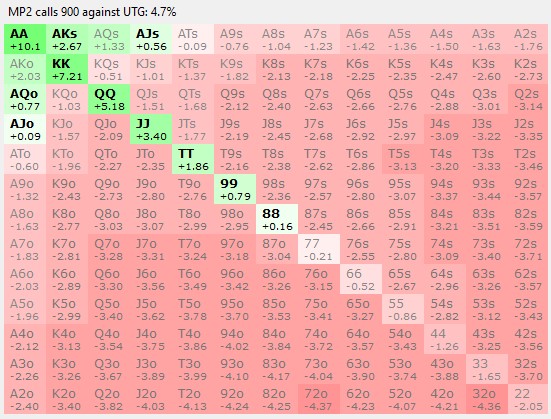 MP2 calls 900 against UTG: 4.7%
AA AKs AQs AJs ATs A9s A8s A7s A6s A5s A4s A3s A2s
+10.1 +2.67 +1.33 +0.56 -0.09 -0.76 -1.04 -1.23 -1.42 -1.36 -1.50 -1.63 -1.76
AKo KK KQs KJs KTs K9s K8s K7s K6s K5s K4s K3s K2s
+2.03 +7.21 -0.51 -1.01 -1.37 -1.82 -2.13 -2.18 -2.25 -2.35 -2.47 -2.60 -2.73
AQo KQo QQ QJs QTs Q9s Q8s Q7s Q6s Q5s Q4s Q3s Q2s
+0.77 -1.03 +5.18 -1.51 -1.68 -2.12 -2.40 -2.63 -2.66 -2.76 -2.88 -3.01 -3.14
AJo KJo QJo JJ JTs J9s J8s J7s J6s J5s J4s J3s J2s
+0.09 -1.57 -2.09 +3.40 -1.77 -2.19 -2.45 -2.68 -2.92 -2.97 -3.09 -3.22 -3.35
ATo KTo QTo JTo TT T9s T8s T7s T6s T5s T4s T3s T2s
-0.60 -1.96 -2.27 -2.35 +1.86 -2.16 -2.38 -2.62 -2.86 -3.13 -3.20 -3.33 -3.46
A9o K9o Q9o J9o T9o 99 98s 97s 96s 95s 94s 93s 92s
-1.32 -2.43 -2.73 -2.80 -2.76 +0.79 -2.36 -2.57 -2.80 -3.07 -3.37 -3.44 -3.57
A8o K8o Q8o J8o T8o 98o 88 87s 86s 85s 84s 83s 82s
-1.63 -2.77 -3.03 -3.07 -2.99 -2.95 +0.16 -2.45 -2.66 -2.91 -3.21 -3.51 -3.59
A7o K7o Q7o J7o T7o 97o 87o 77 76s 75s 74s 73s 72s
-1.83 -2.81 -3.28 -3.31 -3.24 -3.18 -3.04 -0.21 -2.55 -2.80 -3.09 -3.40 -3.71
A6o K6o Q6o J6o T6o 96o 86o 76o 66 65s 64s 63s 62s
-2.03 -2.89 -3.30 -3.56 -3.49 -3.42 -3.26 -3.15 -0.52 -2.67 -2.96 -3.26 -3.57
A5o K5o Q5o J5o T5o 95o 85o 75o 65o 55 54s 53s 52s
-1.96 -2.99 -3.40 -3.62 -3.78 -3.70 -3.53 -3.41 -3.27 -0.86 -2.82 -3.12 -3.43
A4o K4o Q4o J4o T4o 94o 84o 74o 64o 54o 44 43s 42s
-2.12 -3.13 -3.54 -3.75 -3.86 -4.02 -3.84 -3.72 -3.57 -3.43 -1.26 -3.25 -3.56
A3o K3o Q3o J3o T3o 93o 83o 73o 63o 53o 43o 33 32s
-2.26 -3.26 -3.67 -3.89 -3.99 -4.10 -4.17 -4.04 -3.90 -3.74 -3.88 -1.65 -3.70
A2o K2o Q2o J2o T2o 92o 82o 72o 62o 52o 42o 32o 22
-2.40 -3.40 -3.82 -4.03 -4.13 -4.24 -4.25 -4.37 -4.23 -4.07 -4.21 -4.36 -2.05